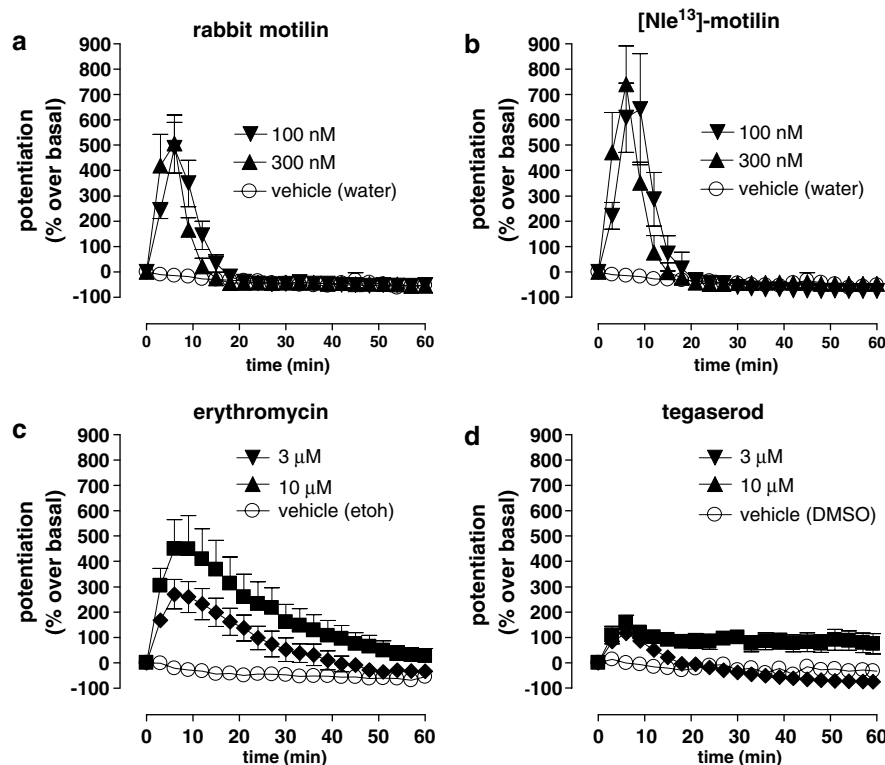 a
rabbit motilin
900
800
700
600
500
400
300
200
100
0
-100
potentiation
(% over basal)
100 nM
300 nM
vehicle (water)
0 10 20 30 40 50 60
time (min)
b
[Nle¹³]-motilin
900
800
700
600
500
400
300
200
100
0
-100
potentiation
(% over basal)
100 nM
300 nM
vehicle (water)
0 10 20 30 40 50 60
time (min)
c
erythromycin
900
800
700
600
500
400
300
200
100
0
-100
potentiation
(% over basal)
3 µM
10 µM
vehicle (etoh)
0 10 20 30 40 50 60
time (min)
d
tegaserod
900
800
700
600
500
400
300
200
100
0
-100
potentiation
(% over basal)
3 µM
10 µM
vehicle (DMSO)
0 10 20 30 40 50 60
time (min)